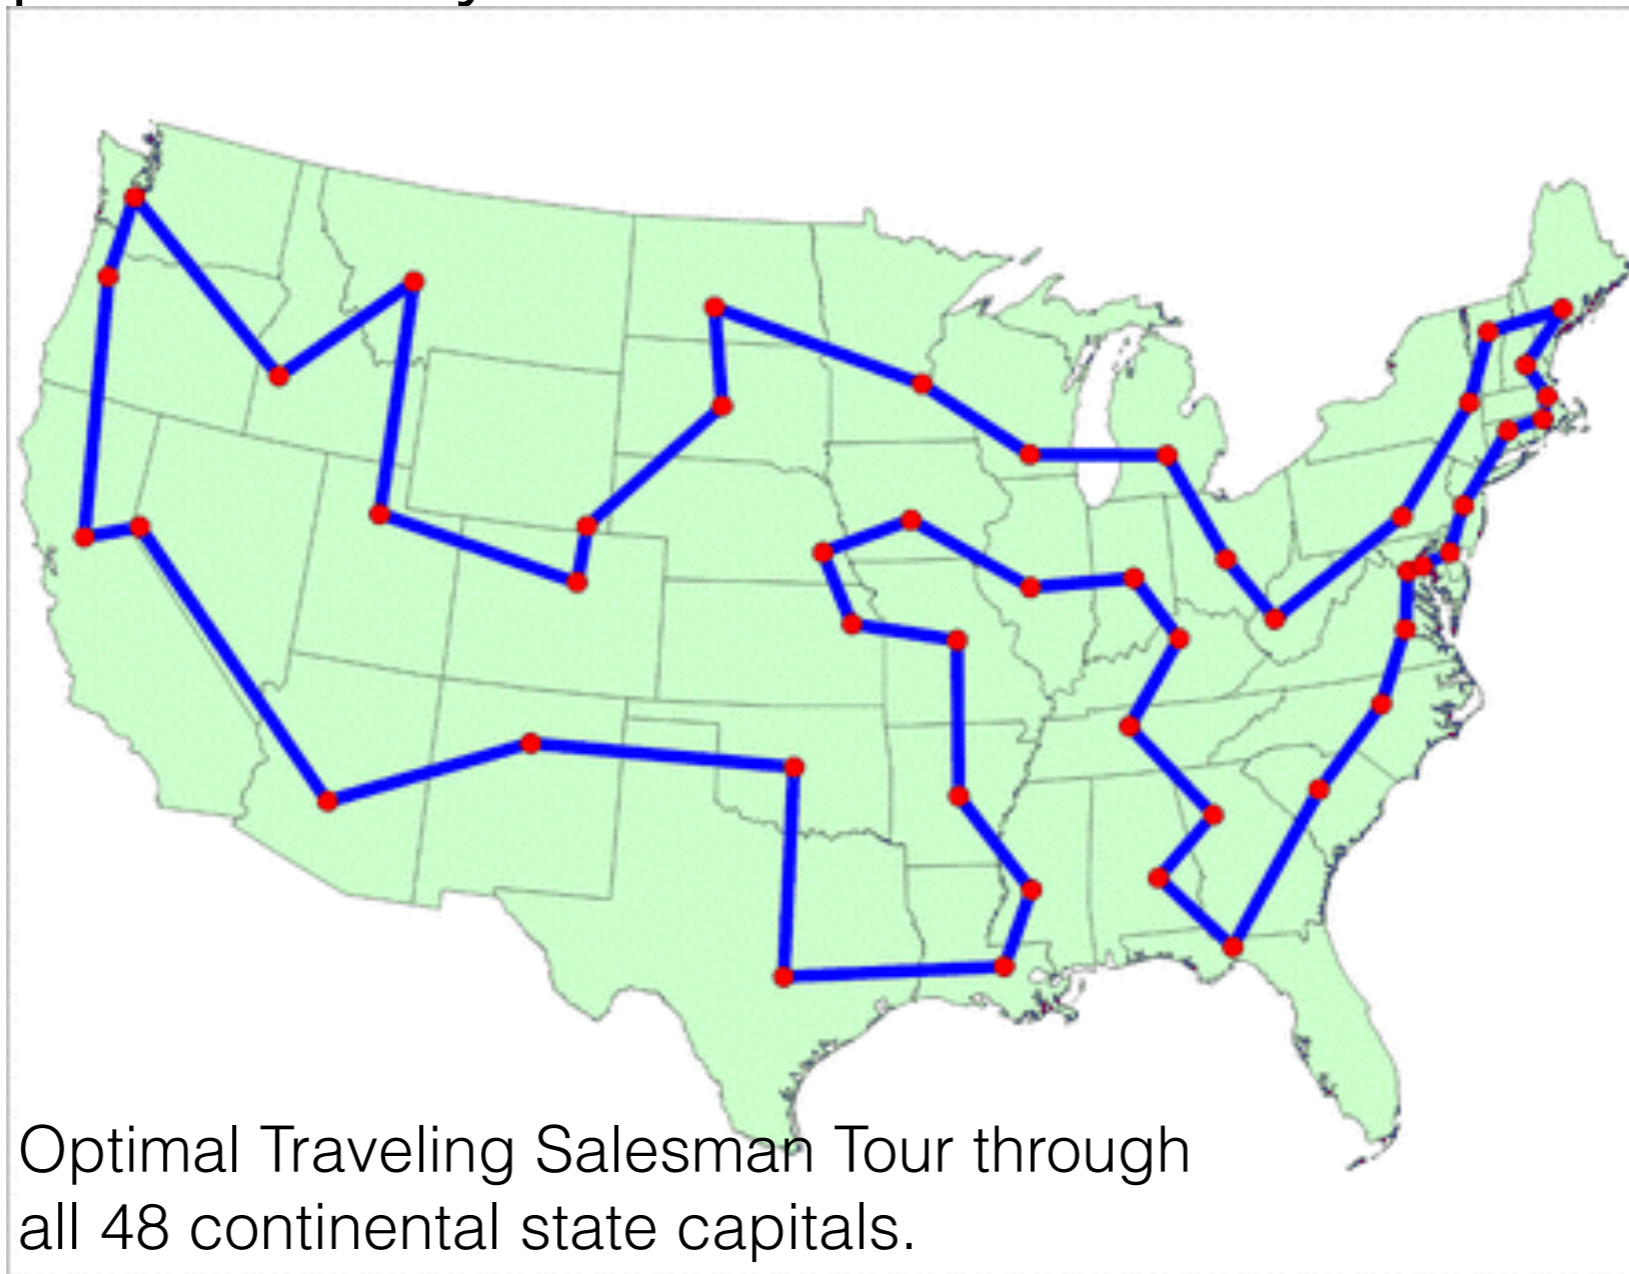 Optimal Traveling Salesman Tour through
all 48 continental state capitals.